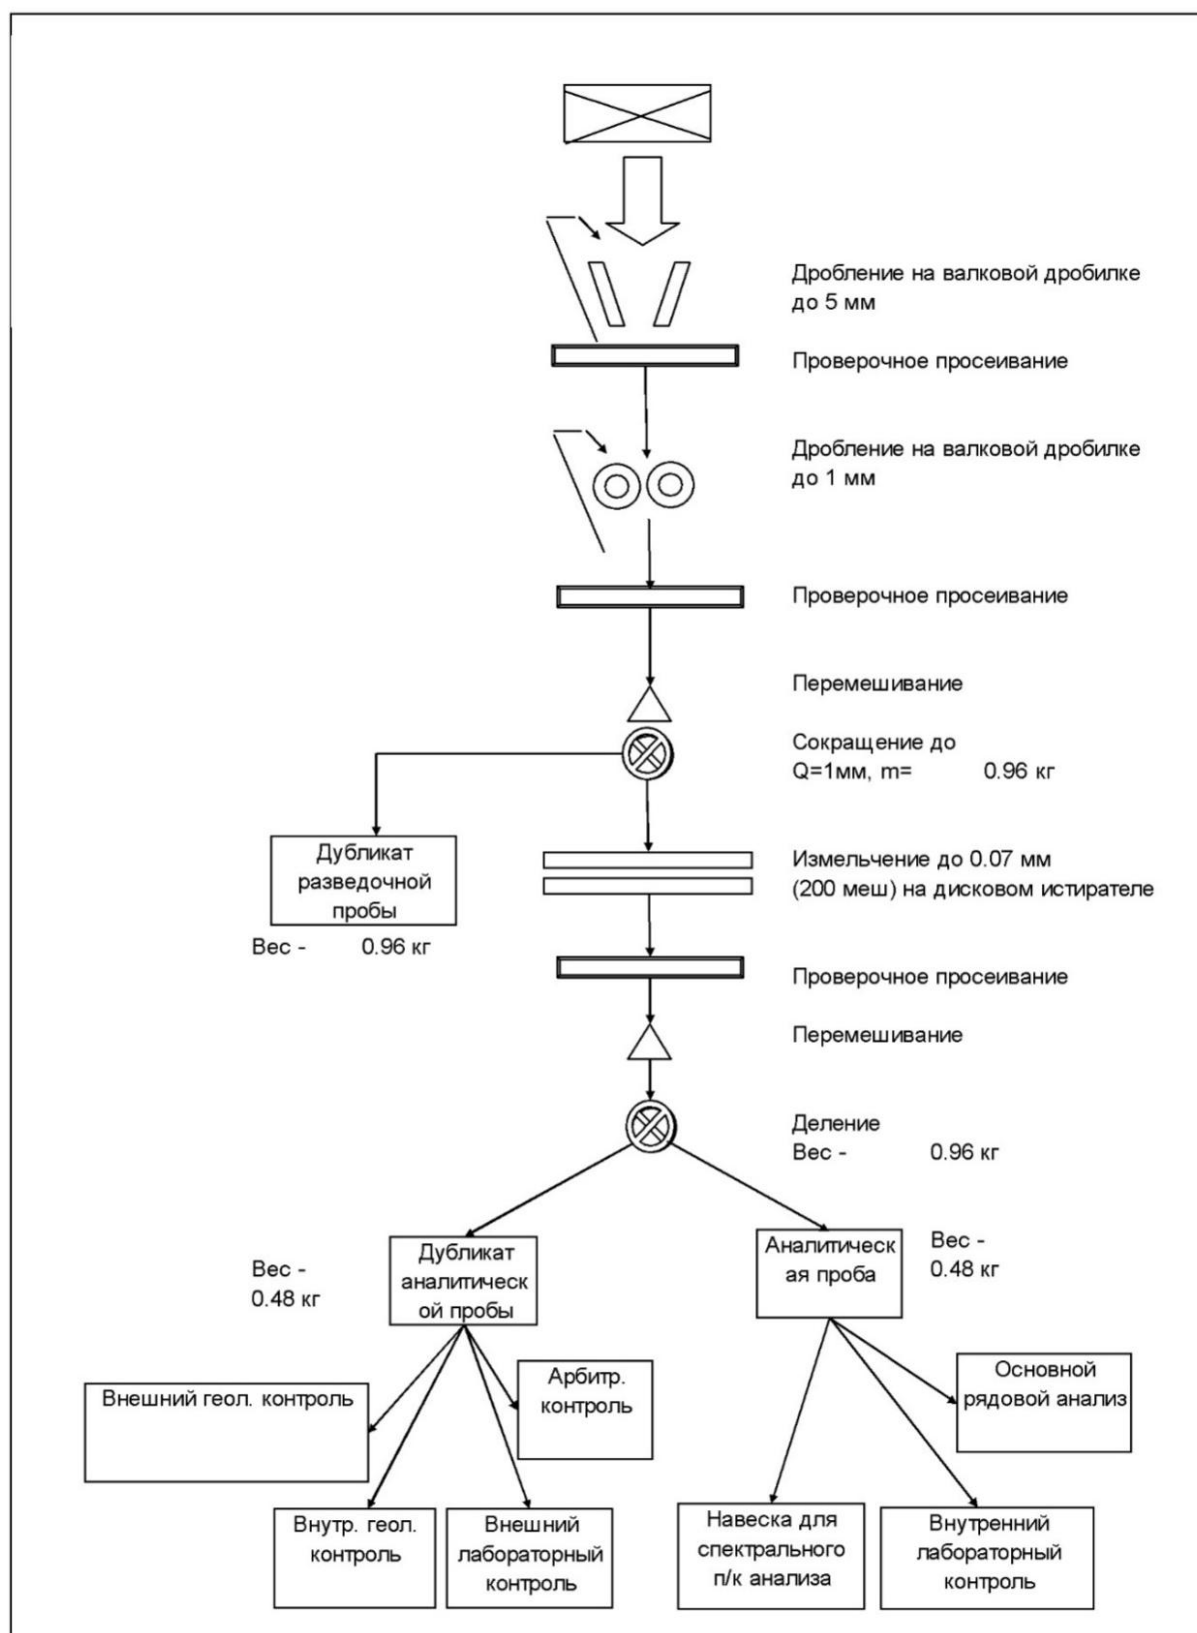 Дробление на валковой дробилке
до 5 мм
Проверочное просеивание
Дробление на валковой дробилке
до 1 мм
Проверочное просеивание
Перемешивание
Сокращение до
Q=1мм, m= 0.96 кг
Дубликат
разведочной
пробы
Вес - 0.96 кг
Измельчение до 0.07 мм
(200 меш) на дисковом истирателе
Проверочное просеивание
Перемешивание
Деление
Вес - 0.96 кг
Вес -
0.48 кг
Дубликат
аналитическ
ой пробы
Аналитическ
ая проба
Вес -
0.48 кг
Внешний геол. контроль
Арбитр.
контроль
Основной
рядовой анализ
Внутр. геол.
контроль
Внешний
лабораторный
контроль
Навеска для
спектрального
п/к анализа
Внутренний
лабораторный
контроль